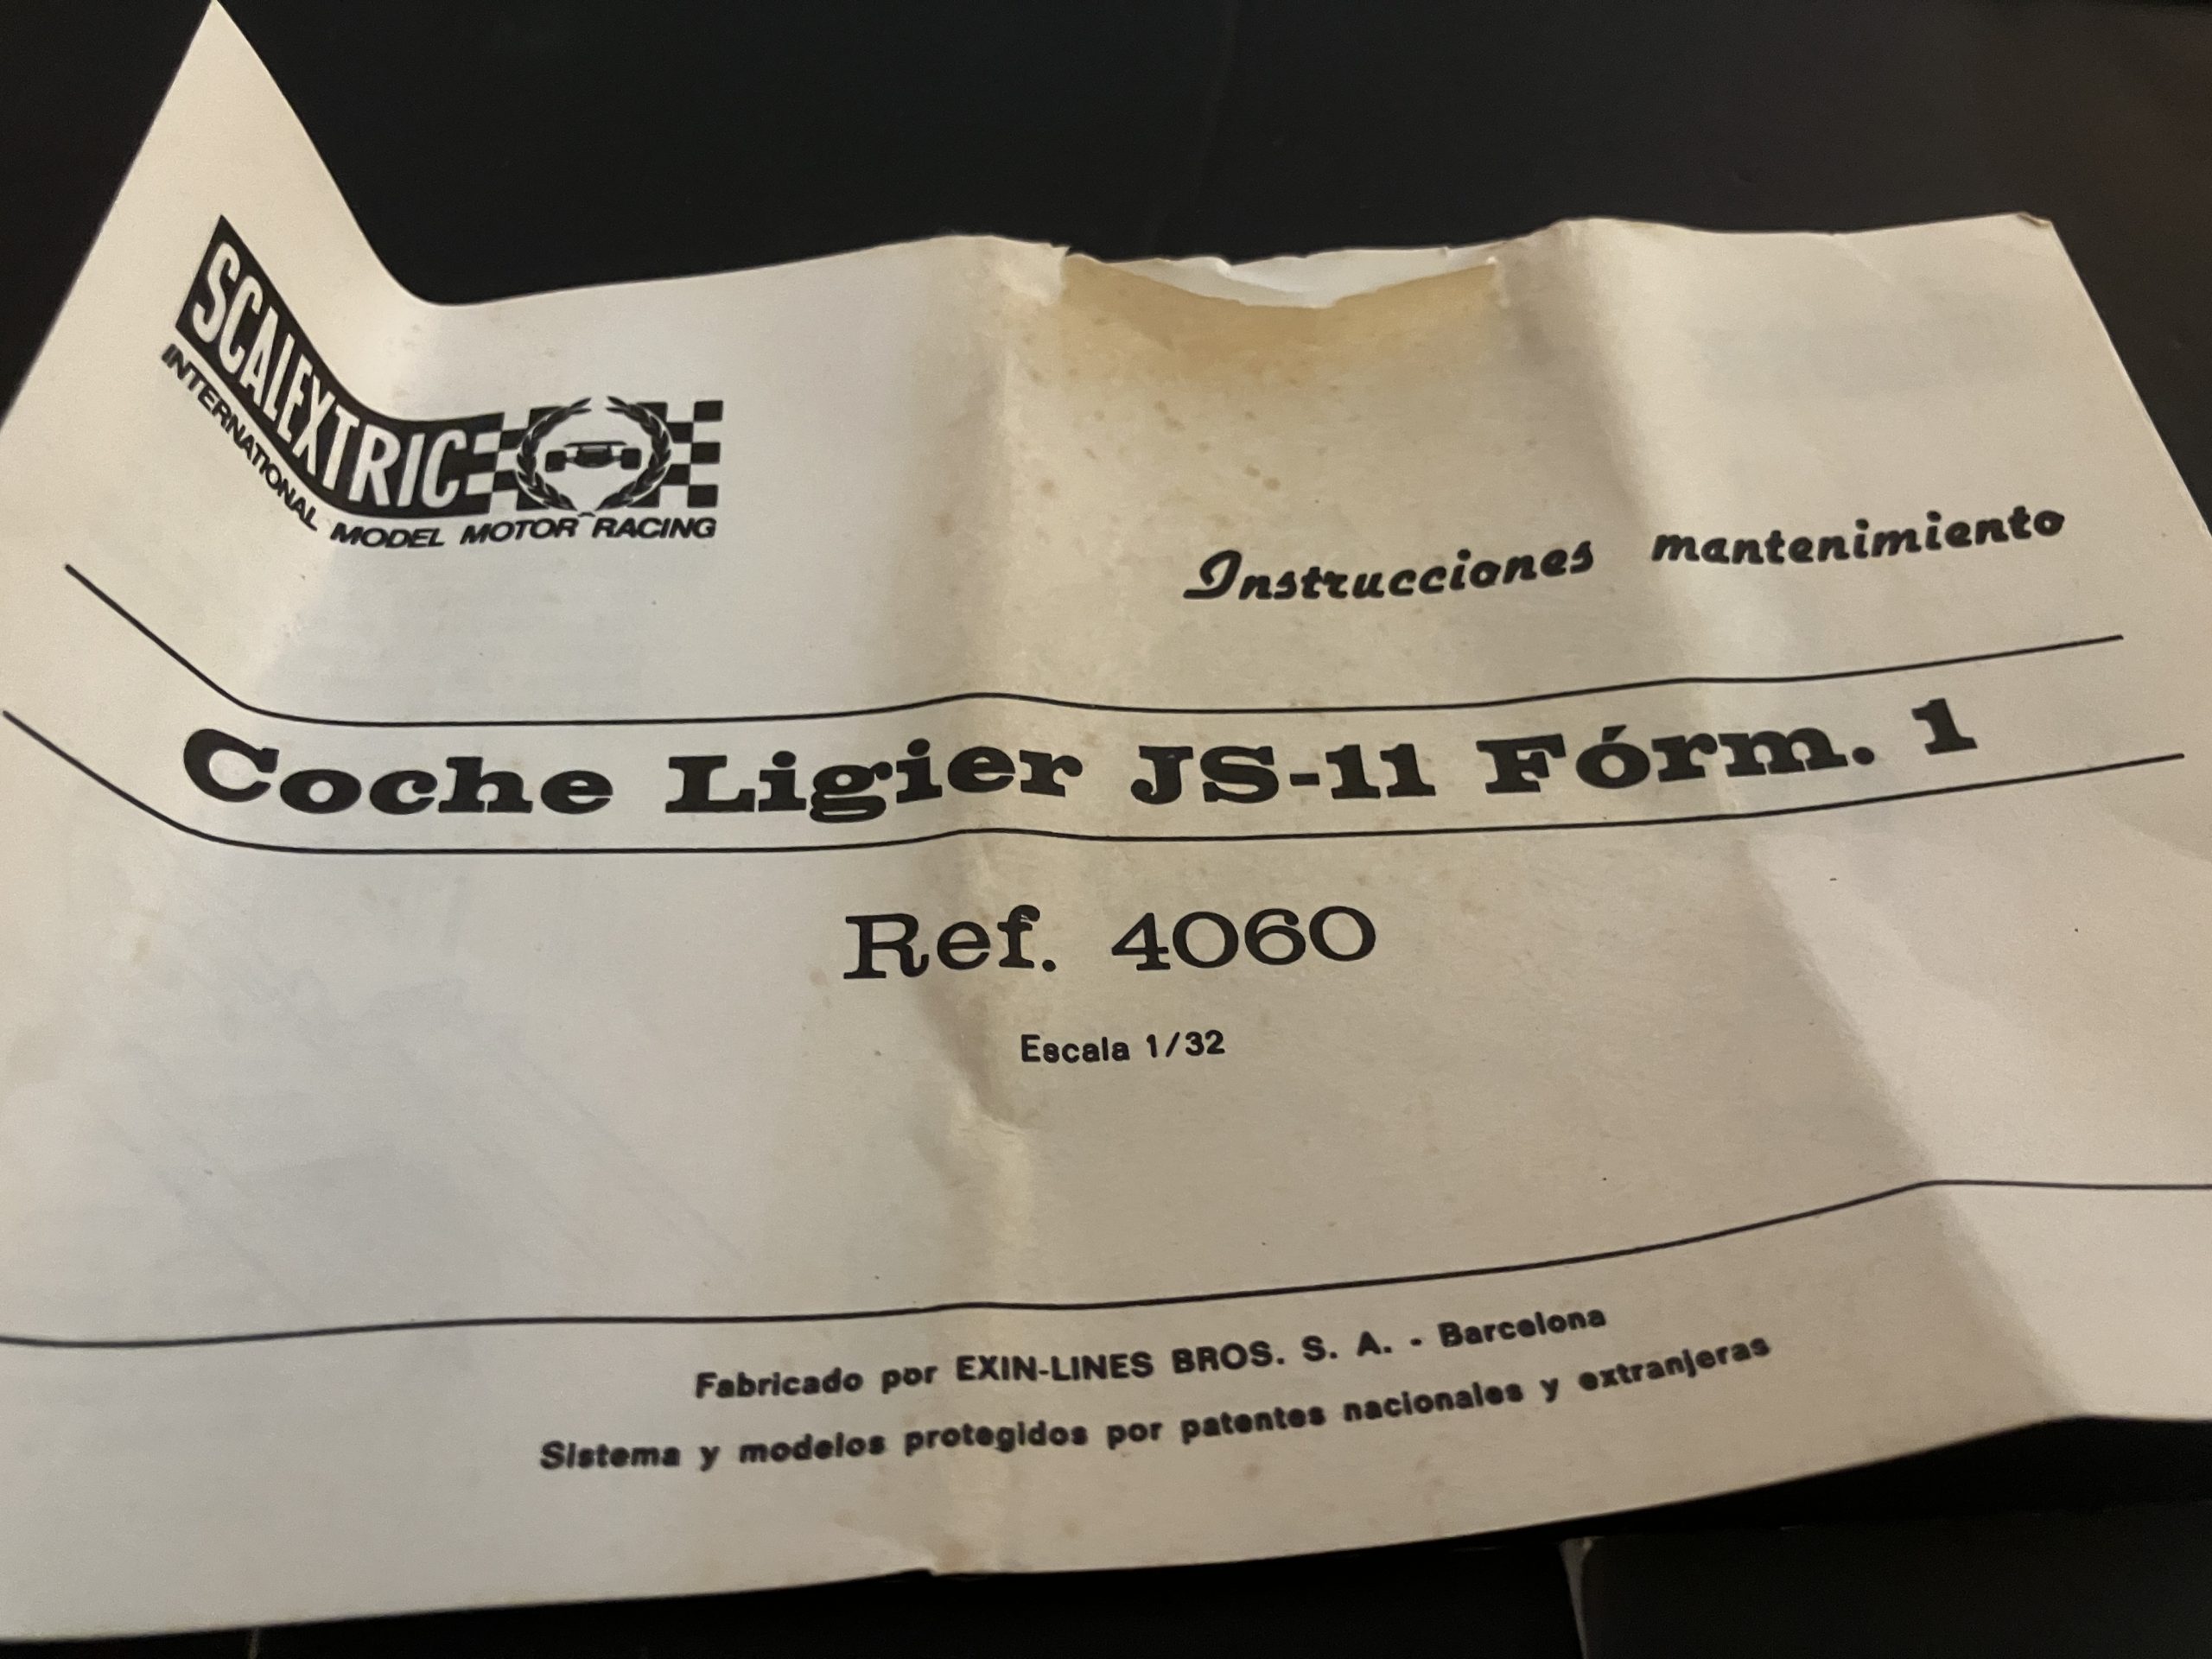 SCALEXTRIC
INTERNATIONAL MODEL MOTOR RACING
Instrucciones mantenimiento
Coche Ligier JS-11 Fórm. 1
Ref. 4060
Escala 1/32
Fabricado por EXIN-LINES BROS. S. A. - Barcelona
Sistema y modelos protegidos por patentes nacionales y extranjeras